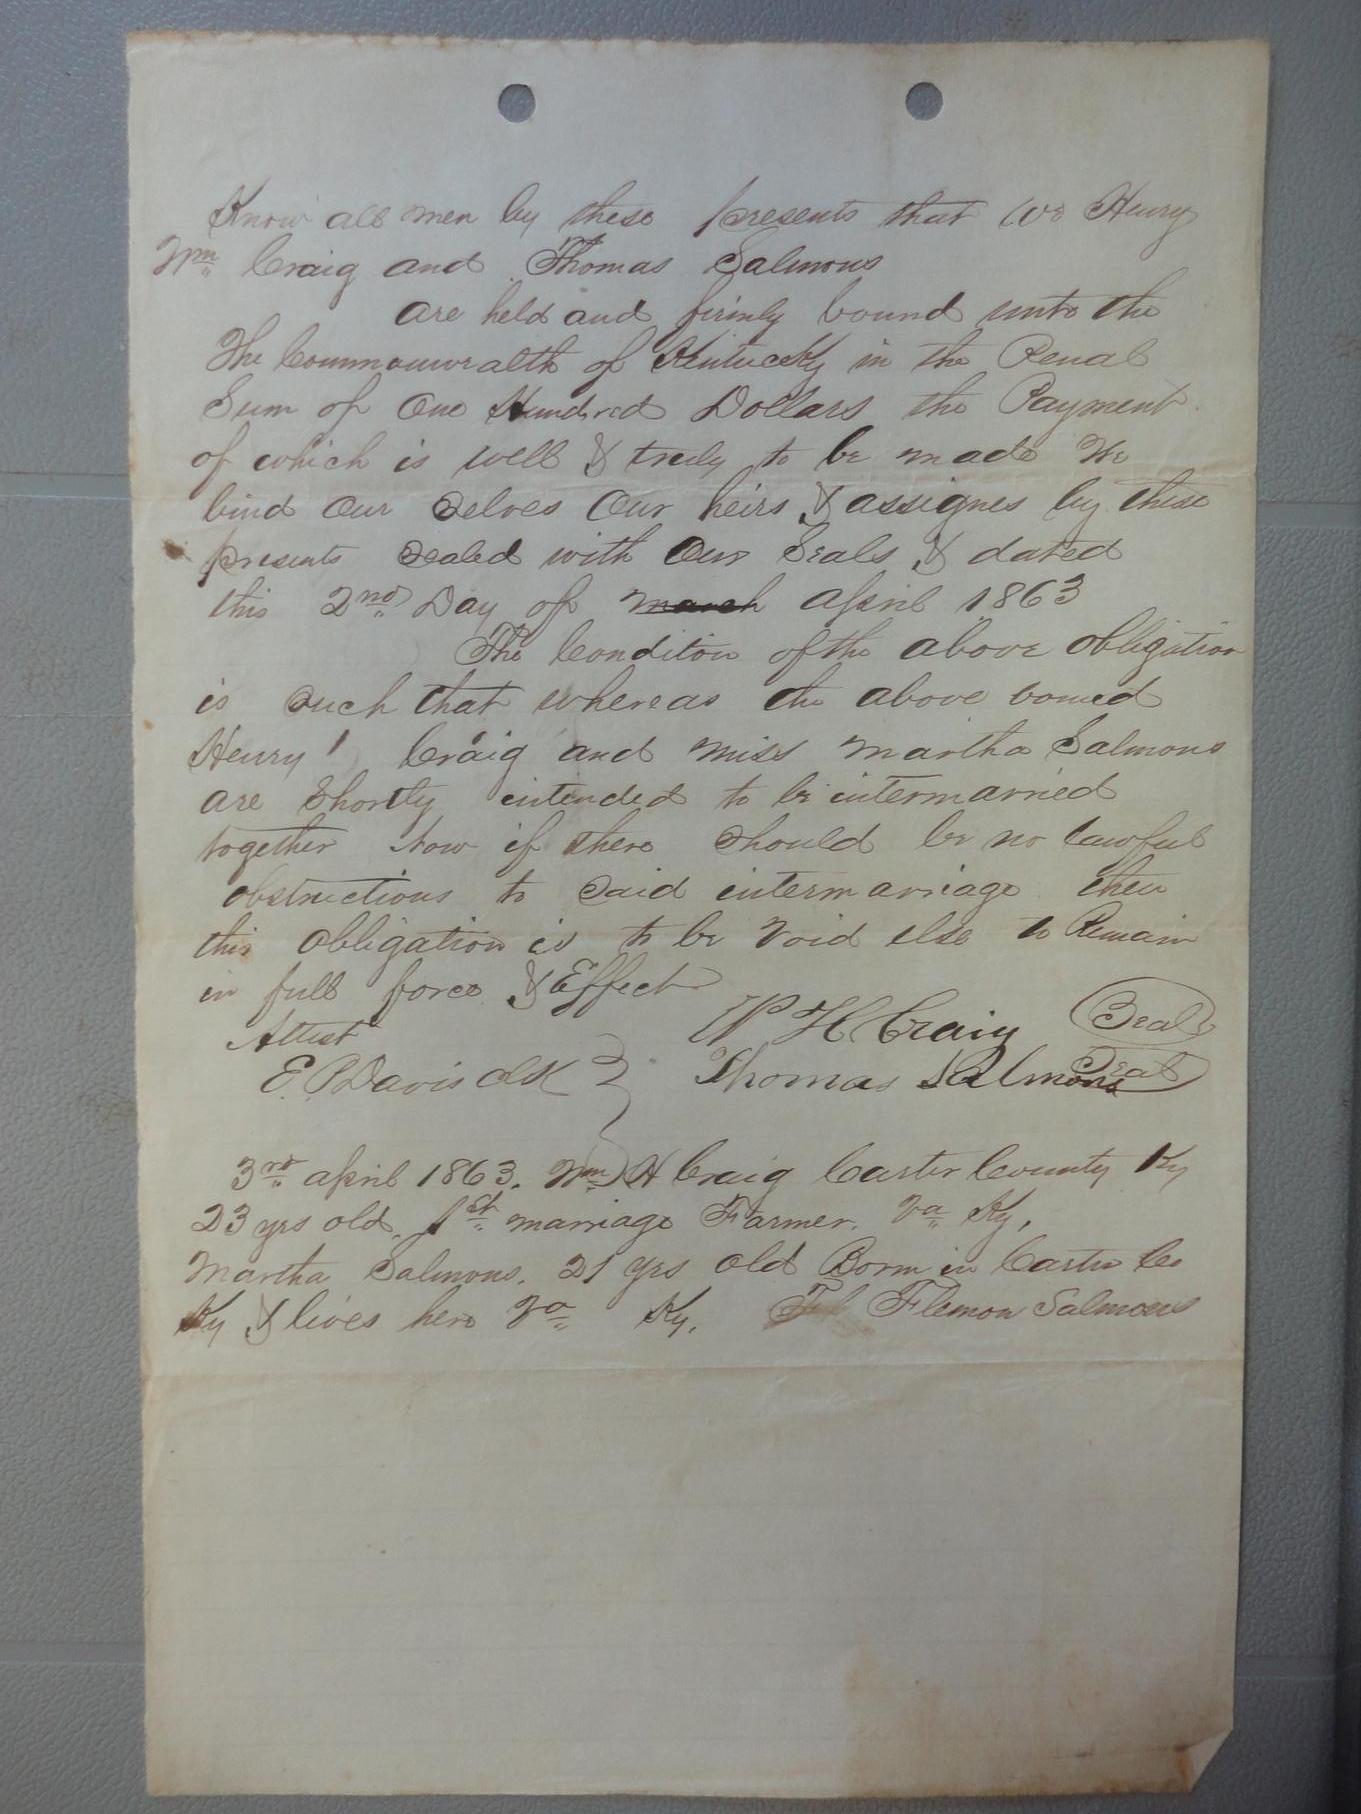 Know all men by these presents that We Henry
Wm Craig and Thomas Salmons
are held and firmly bound unto the
The Commonwealth of Kentucky in the Penal
Sum of One Hundred Dollars the Payment
of which is well & truly to be made We
bind Our Selves Our heirs & assignes by these
presents Sealed with Our Seals & dated
this 2nd Day of march april 1863
The Conditon of the above obligation
is Such that whereas the above boned
Henry Craig and Miss Martha Salmons
are Shortly intended to be intermarried
together Now if there Should be no lawful
obstructions to Said intermarriage then
this obligation is to be Void else to Remain
in full force & Effect
Attest W H Craig Seal
E. P Davis clk Thomas Salmons Seal
3rd april 1863. Wm H Craig Carter County Ky
23 yrs old, 1st marriage Farmer. Va Ky,
Martha Salmons, 21 yrs old Born in Carter Co
Ky & lives here Va Ky, Flemon Salmons